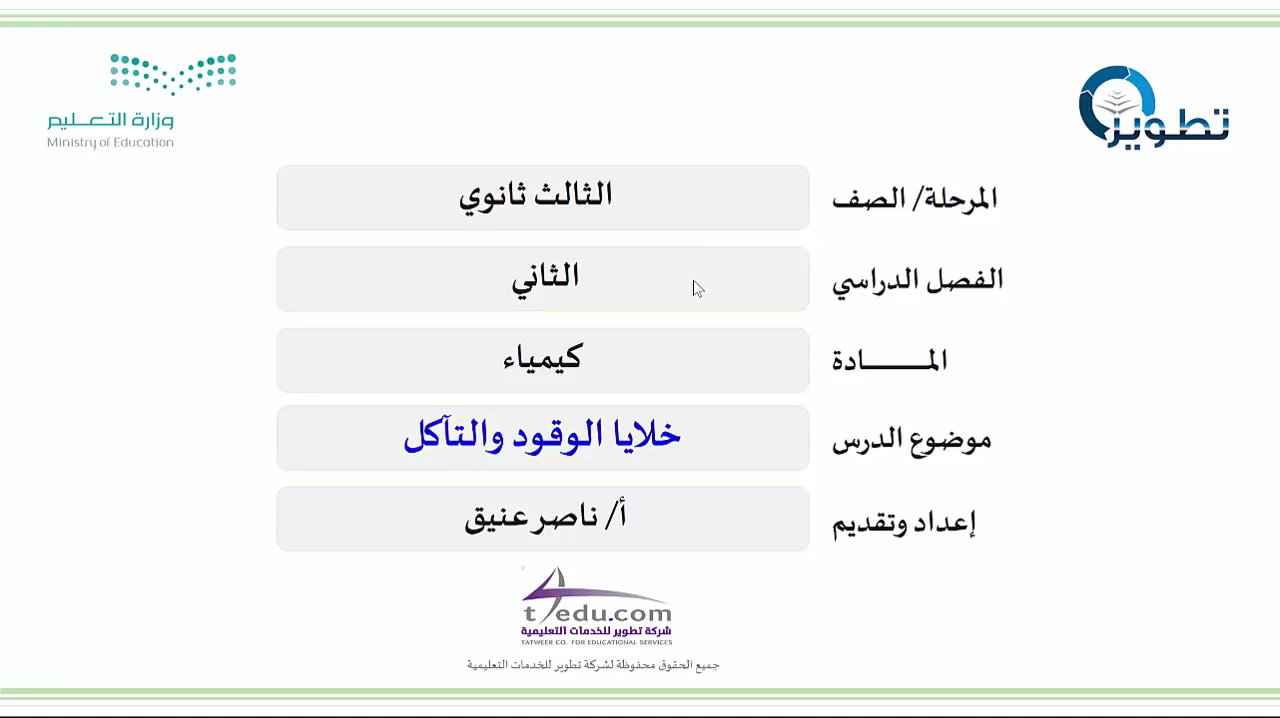 وزارة التعليم
Ministry of Education
تطوير
المرحلة/ الصف
الثالث ثانوي
الفصل الدراسي
الثاني
المـــــــادة
كيمياء
موضوع الدرس
خلايا الوقود والتآكل
إعداد وتقديم
أ/ ناصر عنيق
t4edu.com
شركة تطوير للخدمات التعليمية
TATWEER CO. FOR EDUCATIONAL SERVICES
جميع الحقوق محفوظة لشركة تطوير للخدمات التعليمية